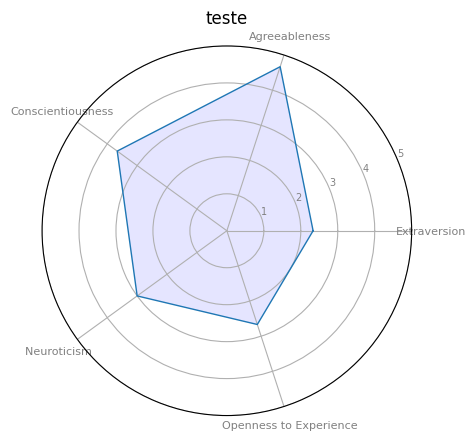 teste
Agreeableness
Conscientiousness
5
4
3
2
1
Extraversion
Neuroticism
Openness to Experience